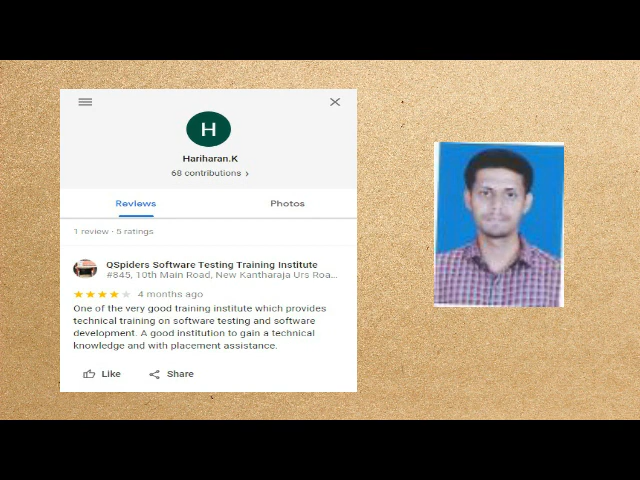 H
Hariharan.K
68 contributions ›
Reviews Photos
1 review · 5 ratings
QSpiders Software Testing Training Institute
#845, 10th Main Road, New Kantharaja Urs Roa...
4 months ago
One of the very good training institute which provides
technical training on software testing and software
development. A good institution to gain a technical
knowledge and with placement assistance.
Like Share